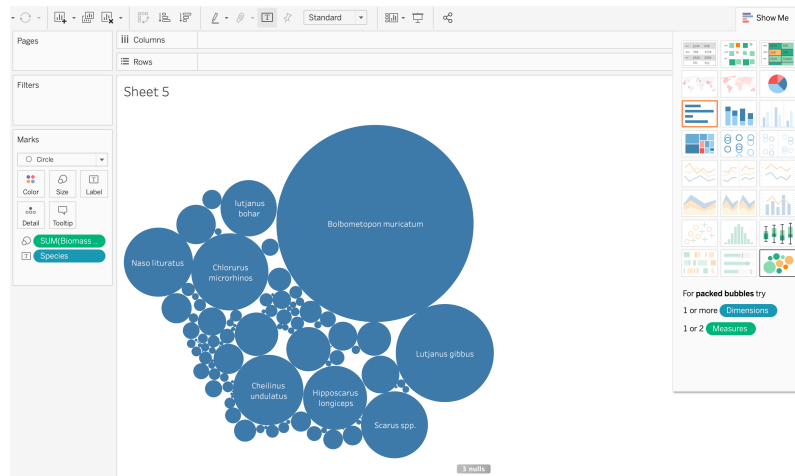 Standard
Show Me
Pages
iii Columns
Rows
Filters
Sheet 5
Marks
Circle
Color
Size
Label
Detail
Tooltip
SUM(Biomass ..
Species
lutjanus
bohar
Bolbometopon muricatum
Naso lituratus
Chlorurus
microrhinos
Lutjanus gibbus
Cheilinus
undulatus
Hipposcarus
longiceps
Scarus spp.
3 nulls
For packed bubbles try
1 or more Dimensions
1 or 2 Measures